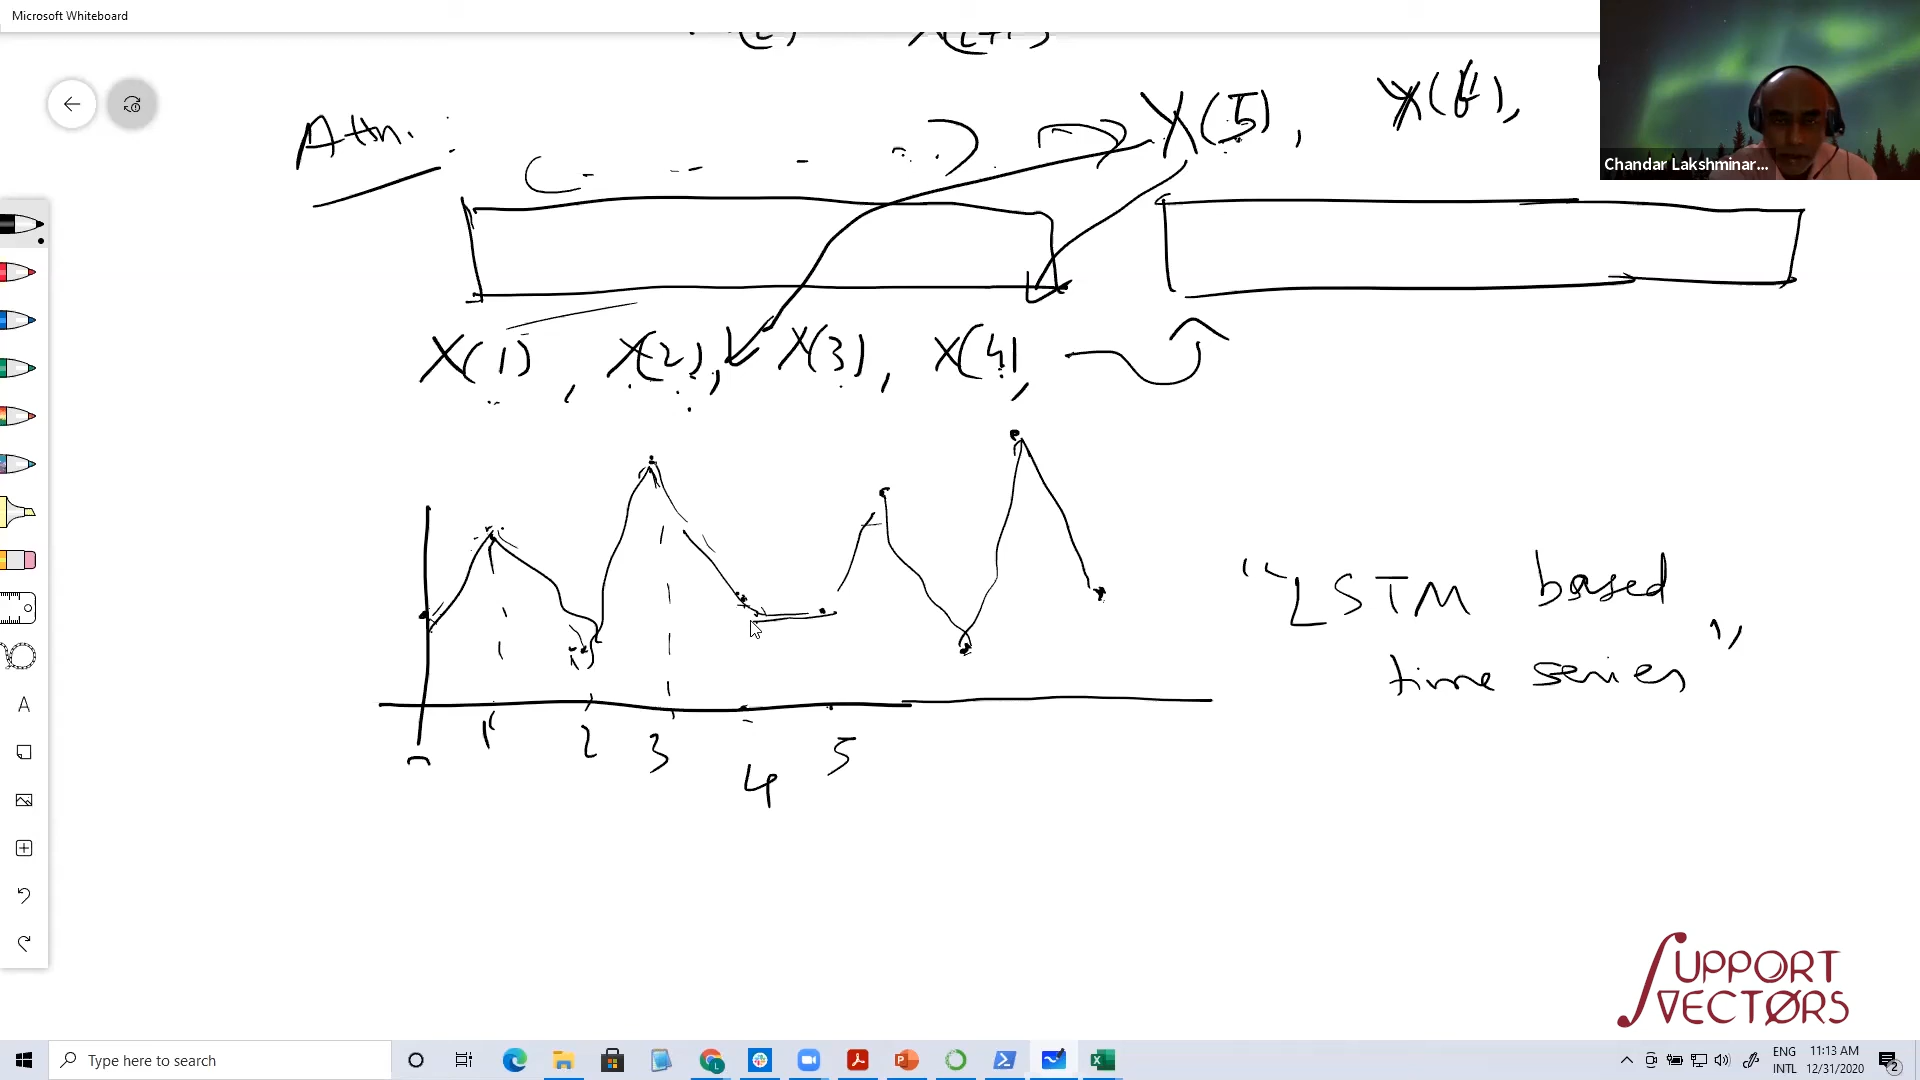 Microsoft Whiteboard
Chandar Lakshminar...
Attn. :
X(5),
X(1), X(2), X(3), X(4),
"LSTM based
time series"
1 2 3 4 5
A
SUPPORT
VECTORS
Type here to search
ENG
INTL
11:13 AM
12/31/2020
2